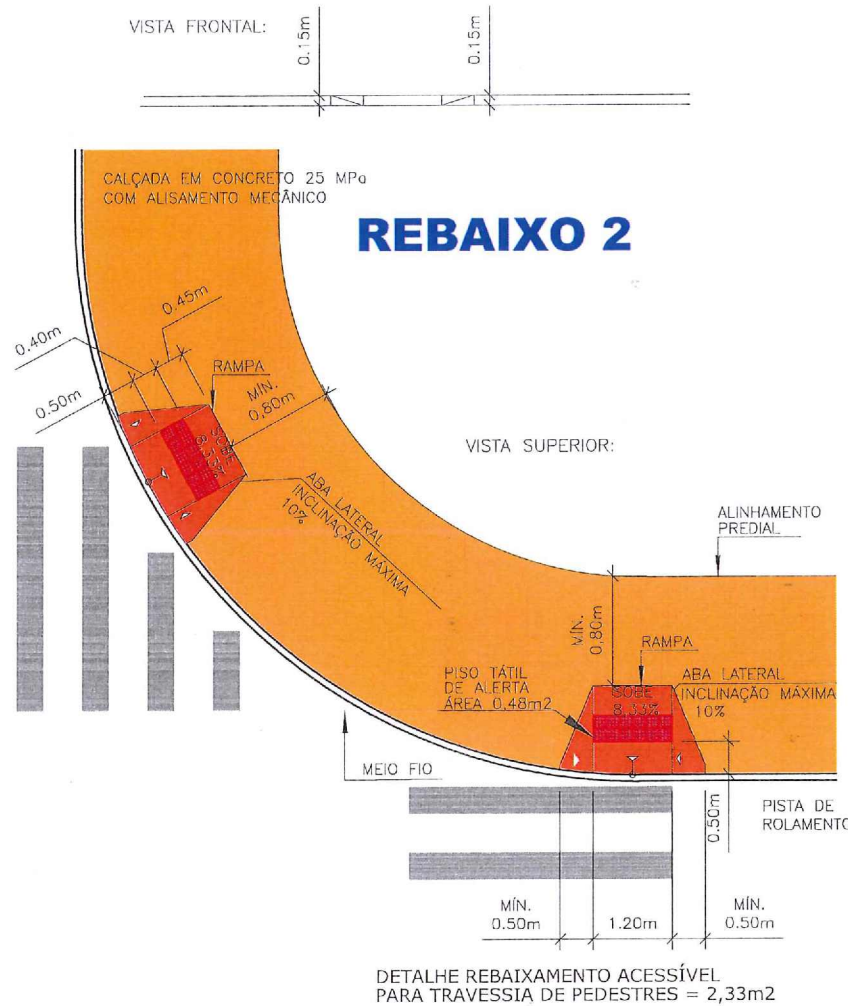 VISTA FRONTAL:
0.15m
0.15m
CALÇADA EM CONCRETO 25 MPa
COM ALISAMENTO MECÂNICO
REBAIXO 2
0.45m
0.40m
0.50m
RAMPA
MÍN.
0,80m
SOBE
8,33%
ABA LATERAL
INCLINAÇÃO MÁXIMA
10%
VISTA SUPERIOR:
ALINHAMENTO
PREDIAL
MÍN.
0,80m
RAMPA
PISO TÁTIL
DE ALERTA
ÁREA 0,48m2
SOBE
8,33%
ABA LATERAL
INCLINAÇÃO MÁXIMA
10%
MEIO FIO
0.50m
PISTA DE
ROLAMENTO
MÍN.
0.50m
1.20m
MÍN.
0.50m
DETALHE REBAIXAMENTO ACESSÍVEL
PARA TRAVESSIA DE PEDESTRES = 2,33m2